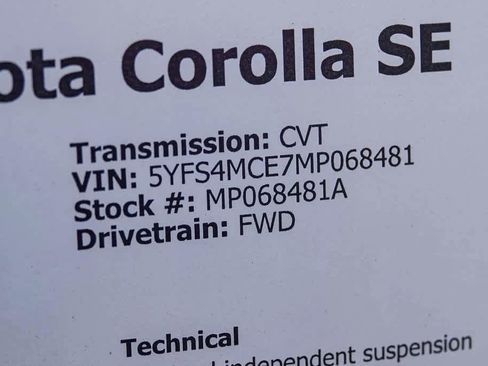 ota Corolla SE
Transmission: CVT
VIN: 5YFS4MCE7MP068481
Stock #: MP068481A
Drivetrain: FWD
Technical
independent suspension